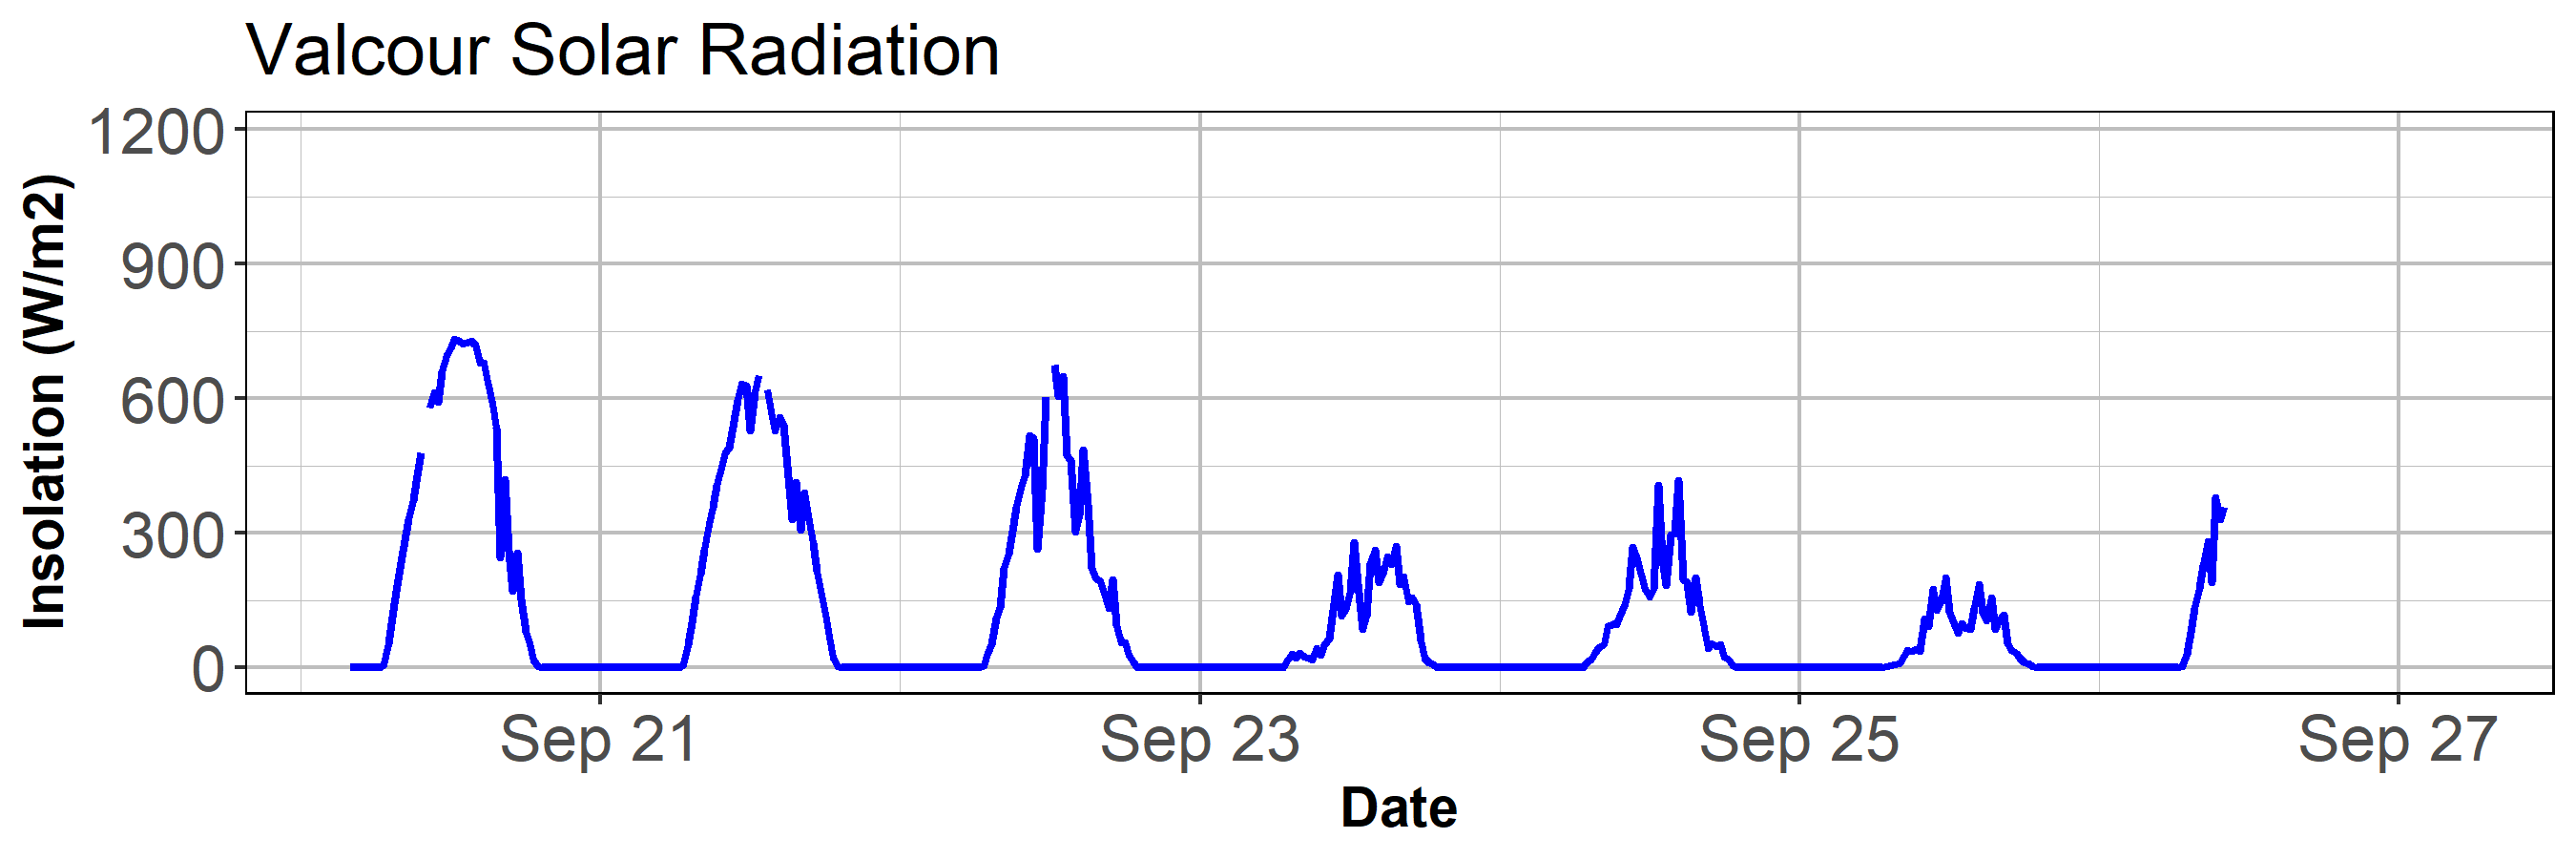 Valcour Solar Radiation
1200
900
600
300
0
Insolation (W/m2)
Sep 21 Sep 23 Sep 25 Sep 27
Date